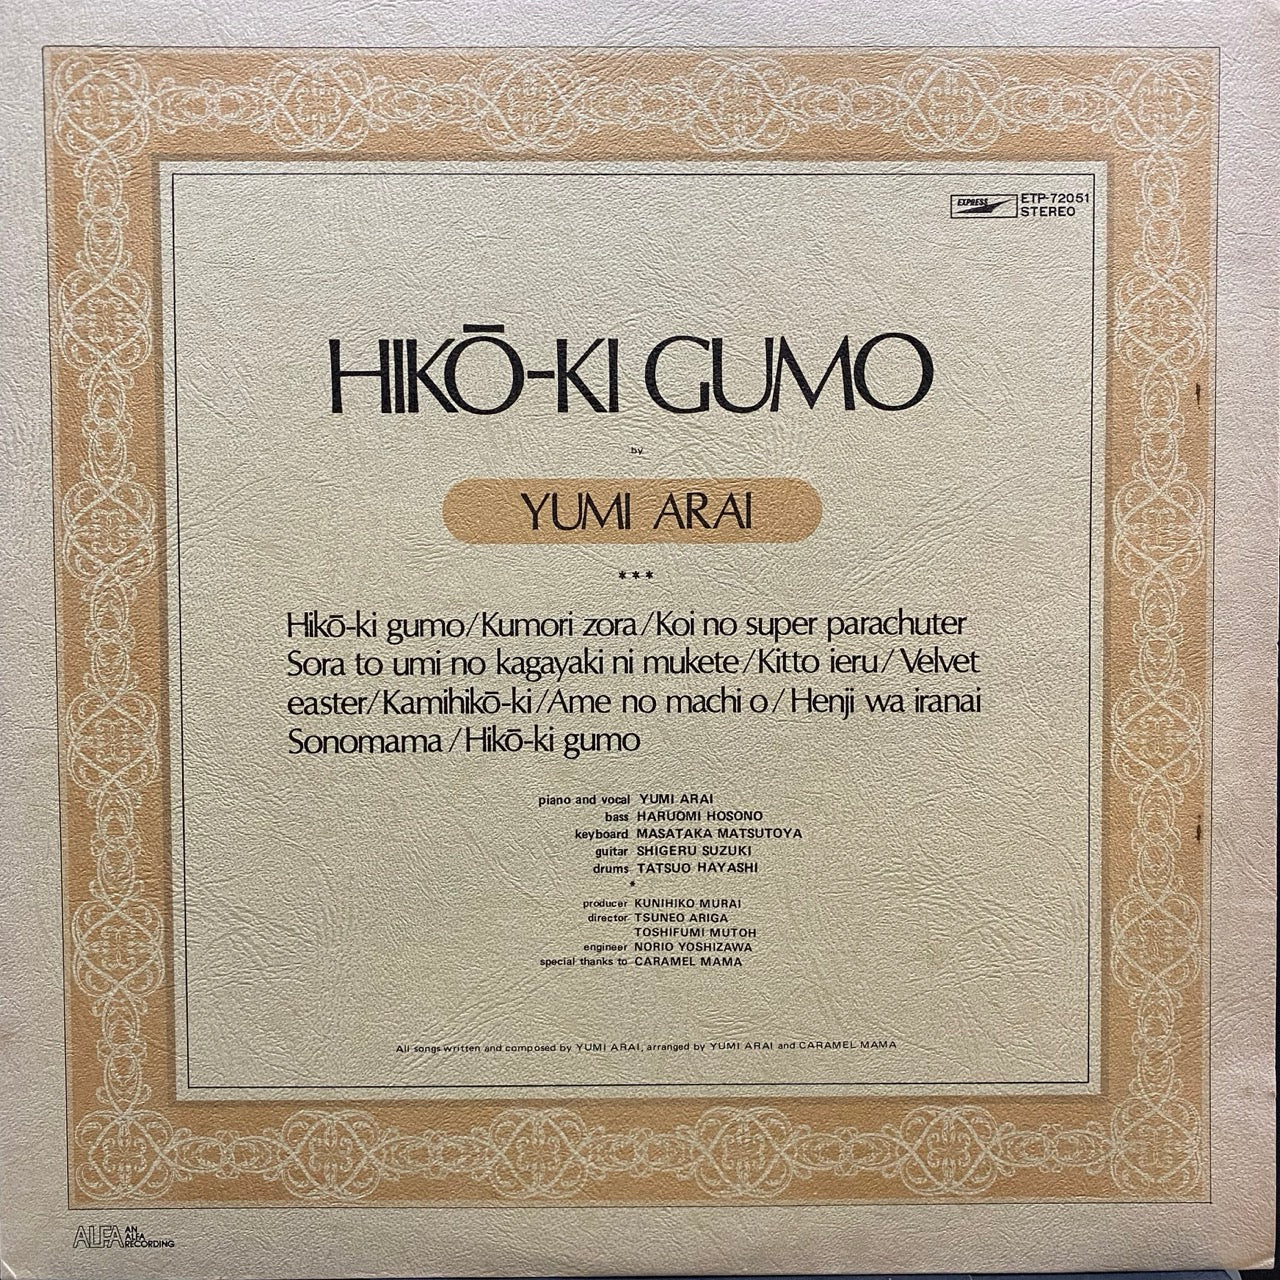 EXPRESS
ETP-72051
STEREO
HIKŌ-KI GUMO
by
YUMI ARAI
***
Hikō-ki gumo/Kumori zora/Koi no super parachuter
Sora to umi no kagayaki ni mukete/Kitto ieru/Velvet
easter/Kamihikō-ki/Ame no machi o/Henji wa iranai
Sonomama/Hikō-ki gumo
piano and vocal YUMI ARAI
bass HARUOMI HOSONO
keyboard MASATAKA MATSUTOYA
guitar SHIGERU SUZUKI
drums TATSUO HAYASHI
*
producer KUNIHIKO MURAI
director TSUNEO ARIGA
TOSHIFUMI MUTOH
engineer NORIO YOSHIZAWA
special thanks to CARAMEL MAMA
All songs written and composed by YUMI ARAI, arranged by YUMI ARAI and CARAMEL MAMA
ALFA AN
ALFA
RECORDING